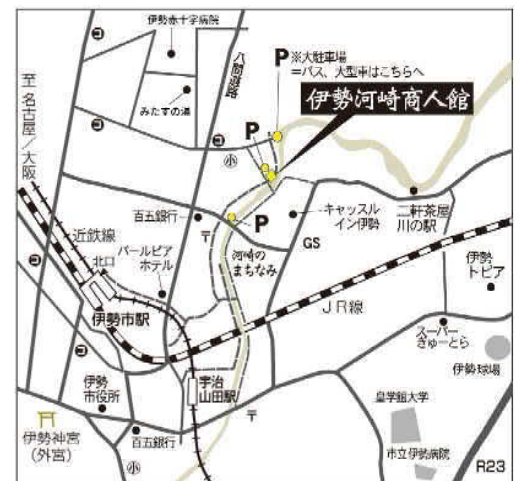 伊勢赤十字病院
八間道路
P
※大駐車場
=バス、大型車はこちらへ
至 名古屋/大阪
みたすの湯
P
伊勢河崎商人館
小
百五銀行
P
キャッスル
イン伊勢
二軒茶屋
川の駅
近鉄線
北口
パールピア
ホテル
〒
河崎の
まちなみ
GS
伊勢
トピア
伊勢市駅
JR線
スーパー
ぎゅーとら
伊勢球場
伊勢
市役所
宇治
山田駅
皇学館大学
〒
伊勢神宮
(外宮)
百五銀行
市立伊勢病院
小
R23